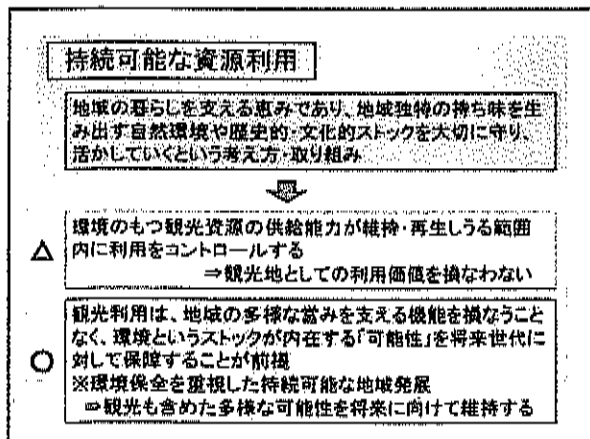 持続可能な資源利用
地域の暮らしを支える恵みであり、地域独特の持ち味を生
み出す自然環境や歴史的・文化的ストックを大切に守り、
活かしていくという考え方・取り組み
△
環境のもつ観光資源の供給能力が維持・再生しうる範囲
内に利用をコントロールする
⇒観光地としての利用価値を損なわない
○
観光利用は、地域の多様な営みを支える機能を損なうこと
なく、環境というストックが内在する「可能性」を将来世代に
対して保障することが前提
※環境保全を重視した持続可能な地域発展
⇒観光も含めた多様な可能性を将来に向けて維持する